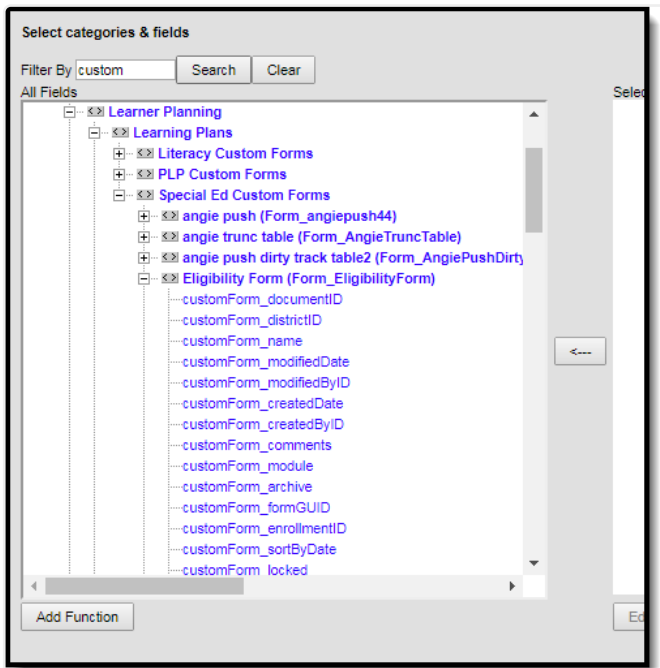 Select categories & fields
Filter By custom Search Clear
All Fields
Learner Planning
Learning Plans
Literacy Custom Forms
PLP Custom Forms
Special Ed Custom Forms
angie push (Form_angiepush44)
angie trunc table (Form_AngieTruncTable)
angie push dirty track table2 (Form_AngiePushDirty
Eligibility Form (Form_EligibilityForm)
customForm_documentID
customForm_districtID
customForm_name
customForm_modifiedDate
customForm_modifiedByID
<---
customForm_createdDate
customForm_createdByID
customForm_comments
customForm_module
customForm_archive
customForm_formGUID
customForm_enrollmentID
customForm_sortByDate
customForm_locked
Add Function